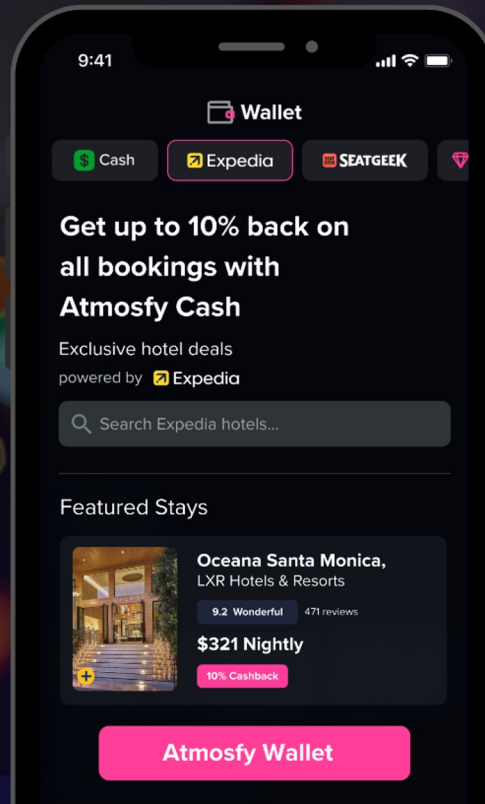 9:41
Wallet
$ Cash
Expedia
SEATGEEK
Get up to 10% back on
all bookings with
Atmosfy Cash
Exclusive hotel deals
powered by Expedia
Search Expedia hotels...
Featured Stays
Oceana Santa Monica,
LXR Hotels & Resorts
9.2 Wonderful 471 reviews
$321 Nightly
10% Cashback
Atmosfy Wallet